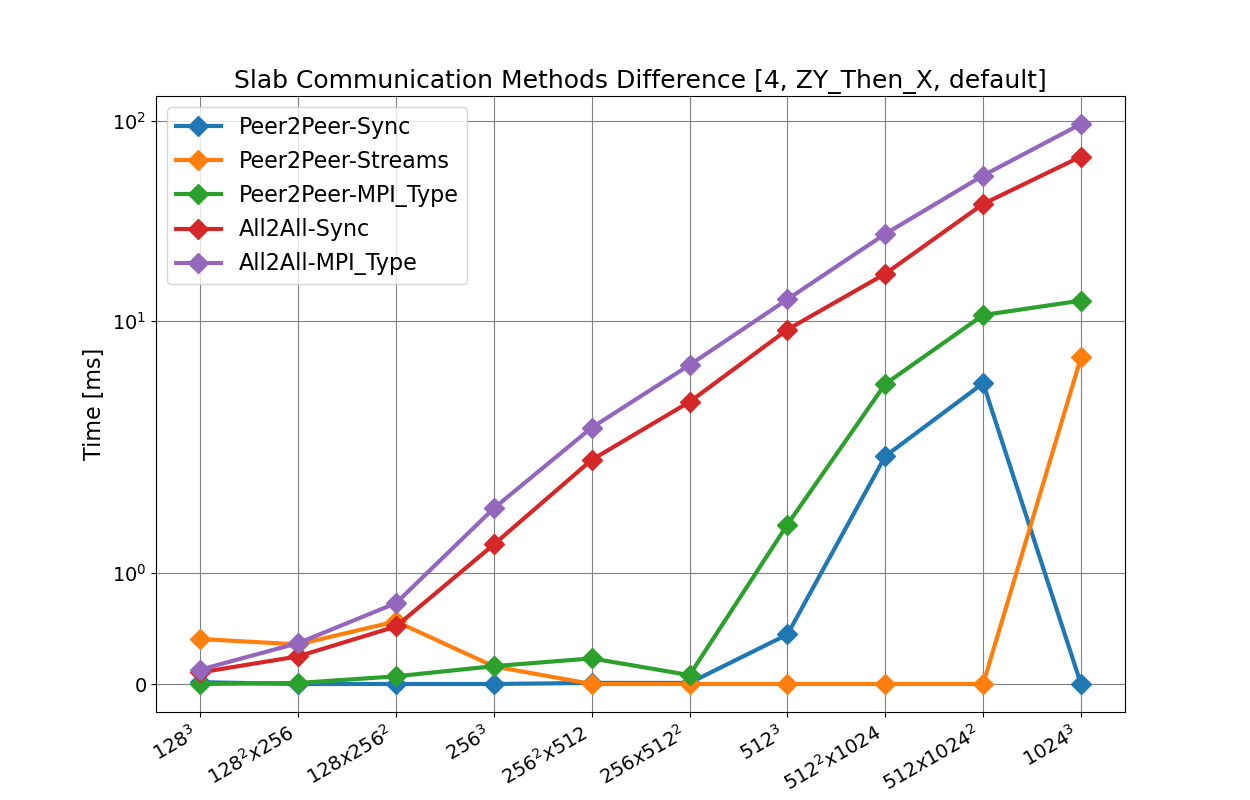 Slab Communication Methods Difference [4, ZY_Then_X, default]
10²
10¹
10⁰
0
Time [ms]
Peer2Peer-Sync
Peer2Peer-Streams
Peer2Peer-MPI_Type
All2All-Sync
All2All-MPI_Type
128³
128²x256
128x256²
256³
256²x512
256x512²
512³
512²x1024
512x1024²
1024³